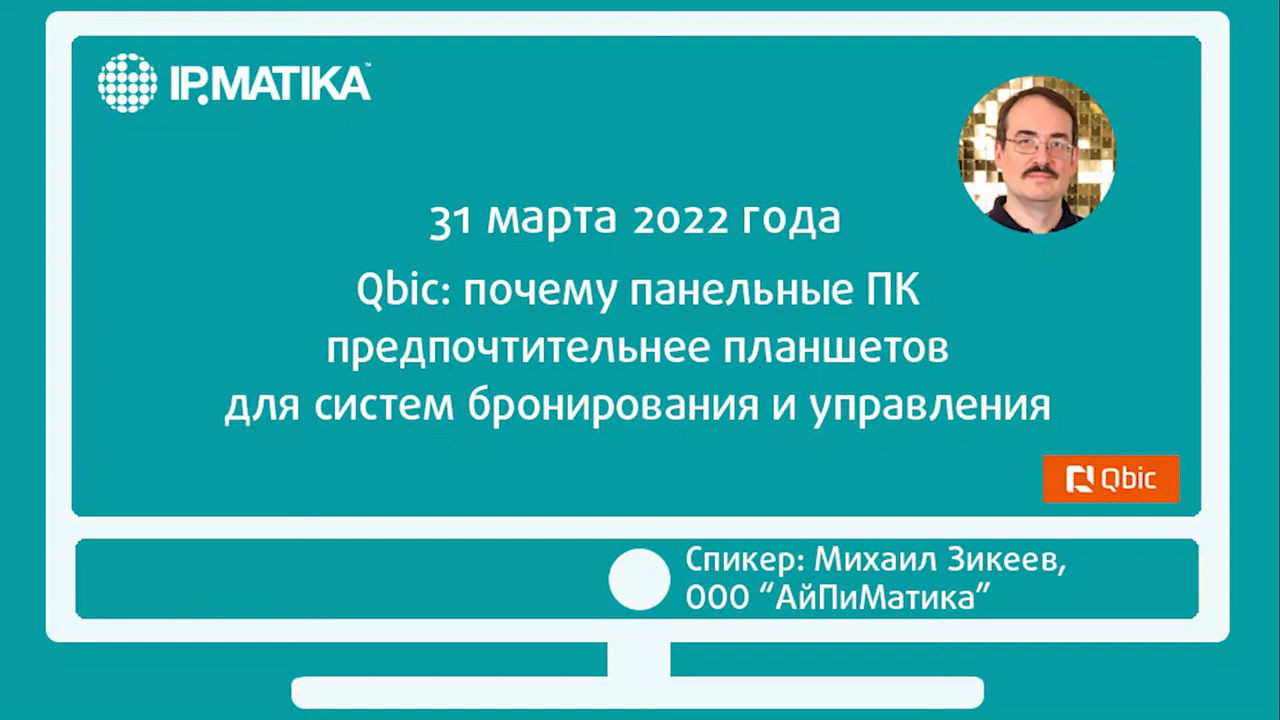 IP.МАТIКА™
31 марта 2022 года
Qbic: почему панельные ПК
предпочтительнее планшетов
для систем бронирования и управления
Qbic
Спикер: Михаил Зикеев,
ООО “АйПиМатика”